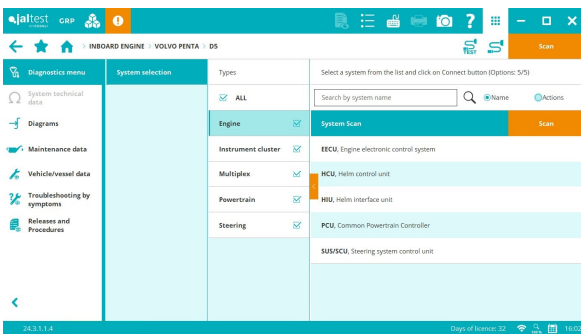 jaltest GRP
INBOARD ENGINE > VOLVO PENTA > D5
TEST
Scan
Diagnostics menu
System technical
data
Diagrams
Maintenance data
Vehicle/vessel data
Troubleshooting by
symptoms
Releases and
Procedures
System selection
Types
ALL
Engine
Instrument cluster
Multiplex
Powertrain
Steering
Select a system from the list and click on Connect button (Options: 5/5)
Search by system name
Name
Actions
System Scan
Scan
EECU, Engine electronic control system
HCU, Helm control unit
HIU, Helm interface unit
PCU, Common Powertrain Controller
SUS/SCU, Steering system control unit
24.3.1.1.4
Days of licence: 32
16:02